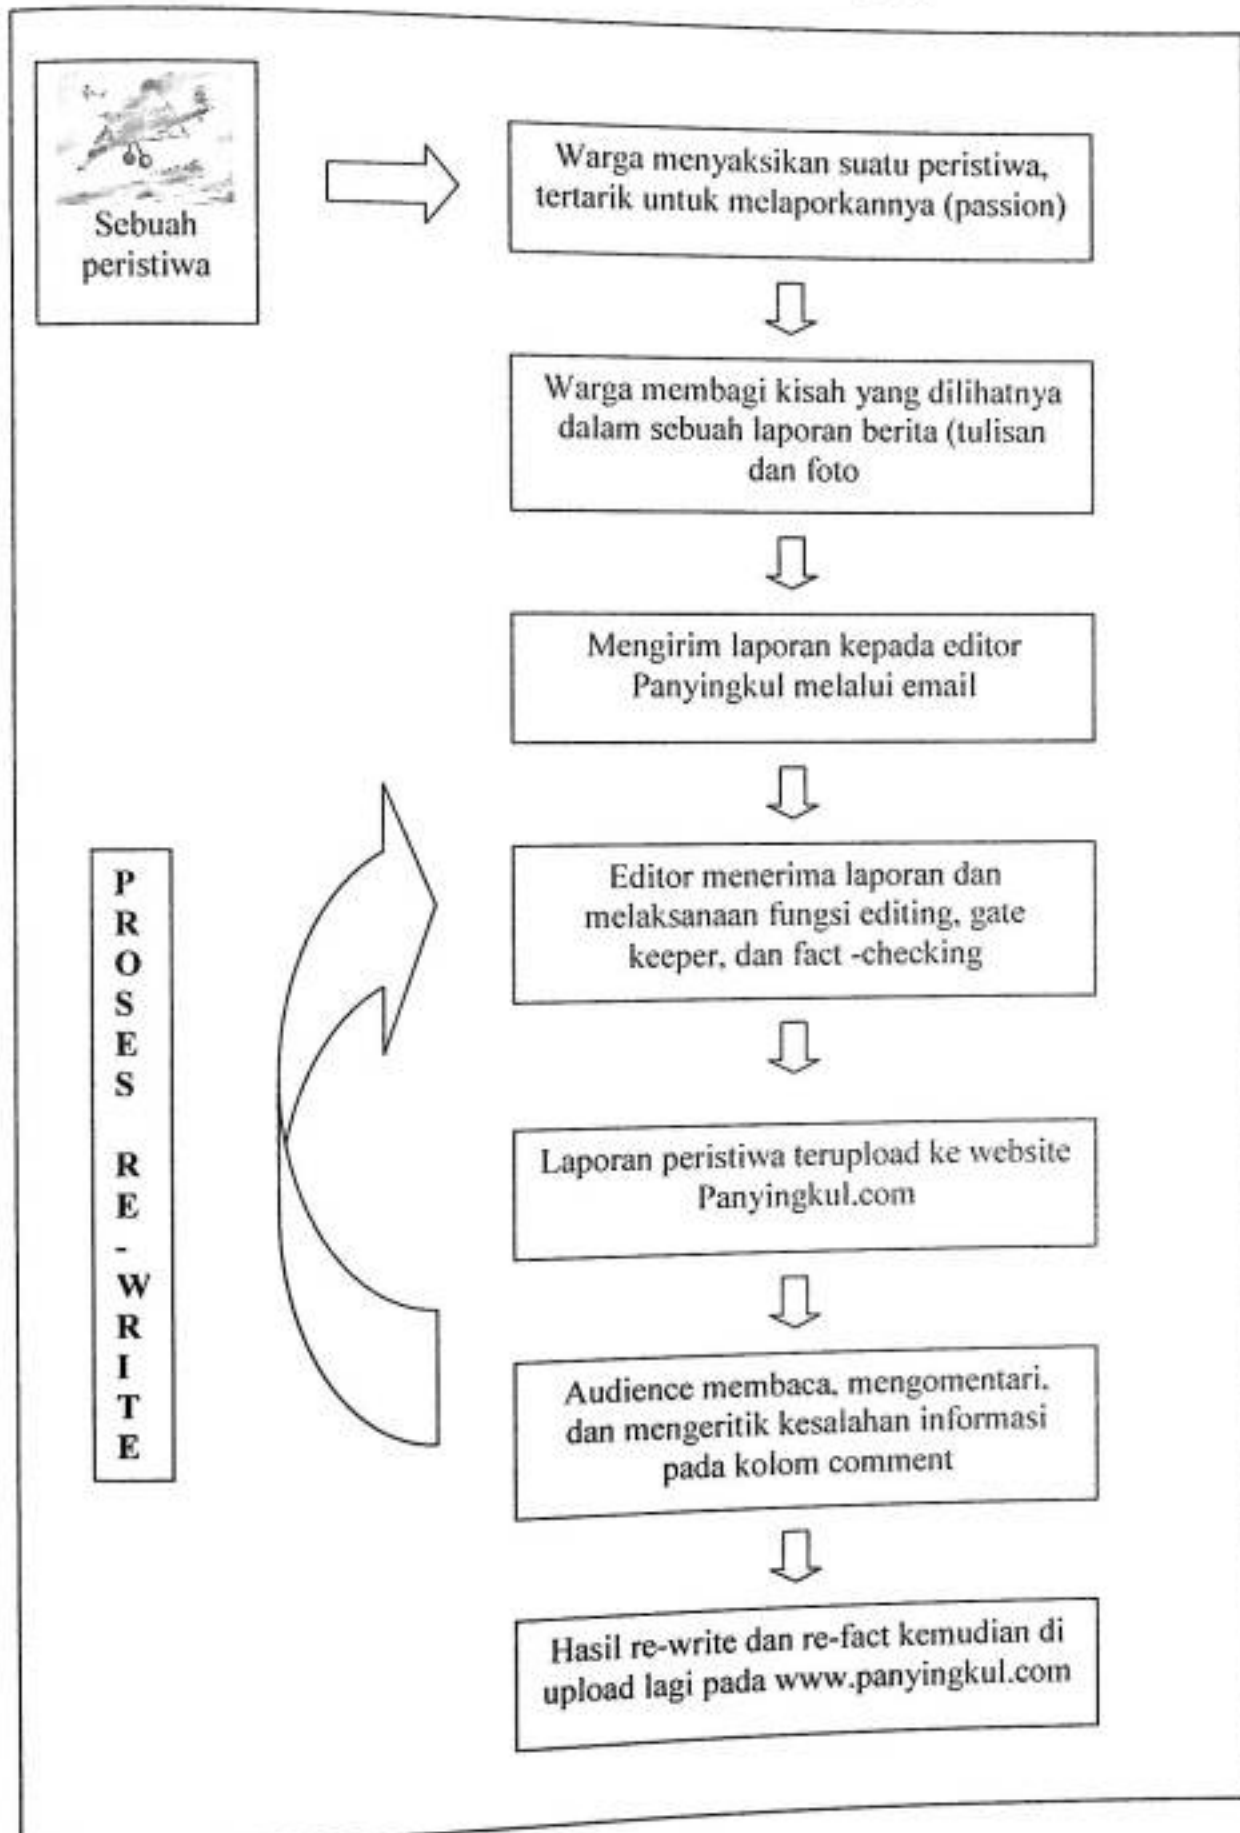 Sebuah
peristiwa
Warga menyaksikan suatu peristiwa,
tertarik untuk melaporkannya (passion)
Warga membagi kisah yang dilihatnya
dalam sebuah laporan berita (tulisan
dan foto
Mengirim laporan kepada editor
Panyingkul melalui email
PROSES RE-WRITE
Editor menerima laporan dan
melaksanaan fungsi editing, gate
keeper, dan fact -checking
Laporan peristiwa terupload ke website
Panyingkul.com
Audience membaca, mengomentari,
dan mengeritik kesalahan informasi
pada kolom comment
Hasil re-write dan re-fact kemudian di
upload lagi pada www.panyingkul.com